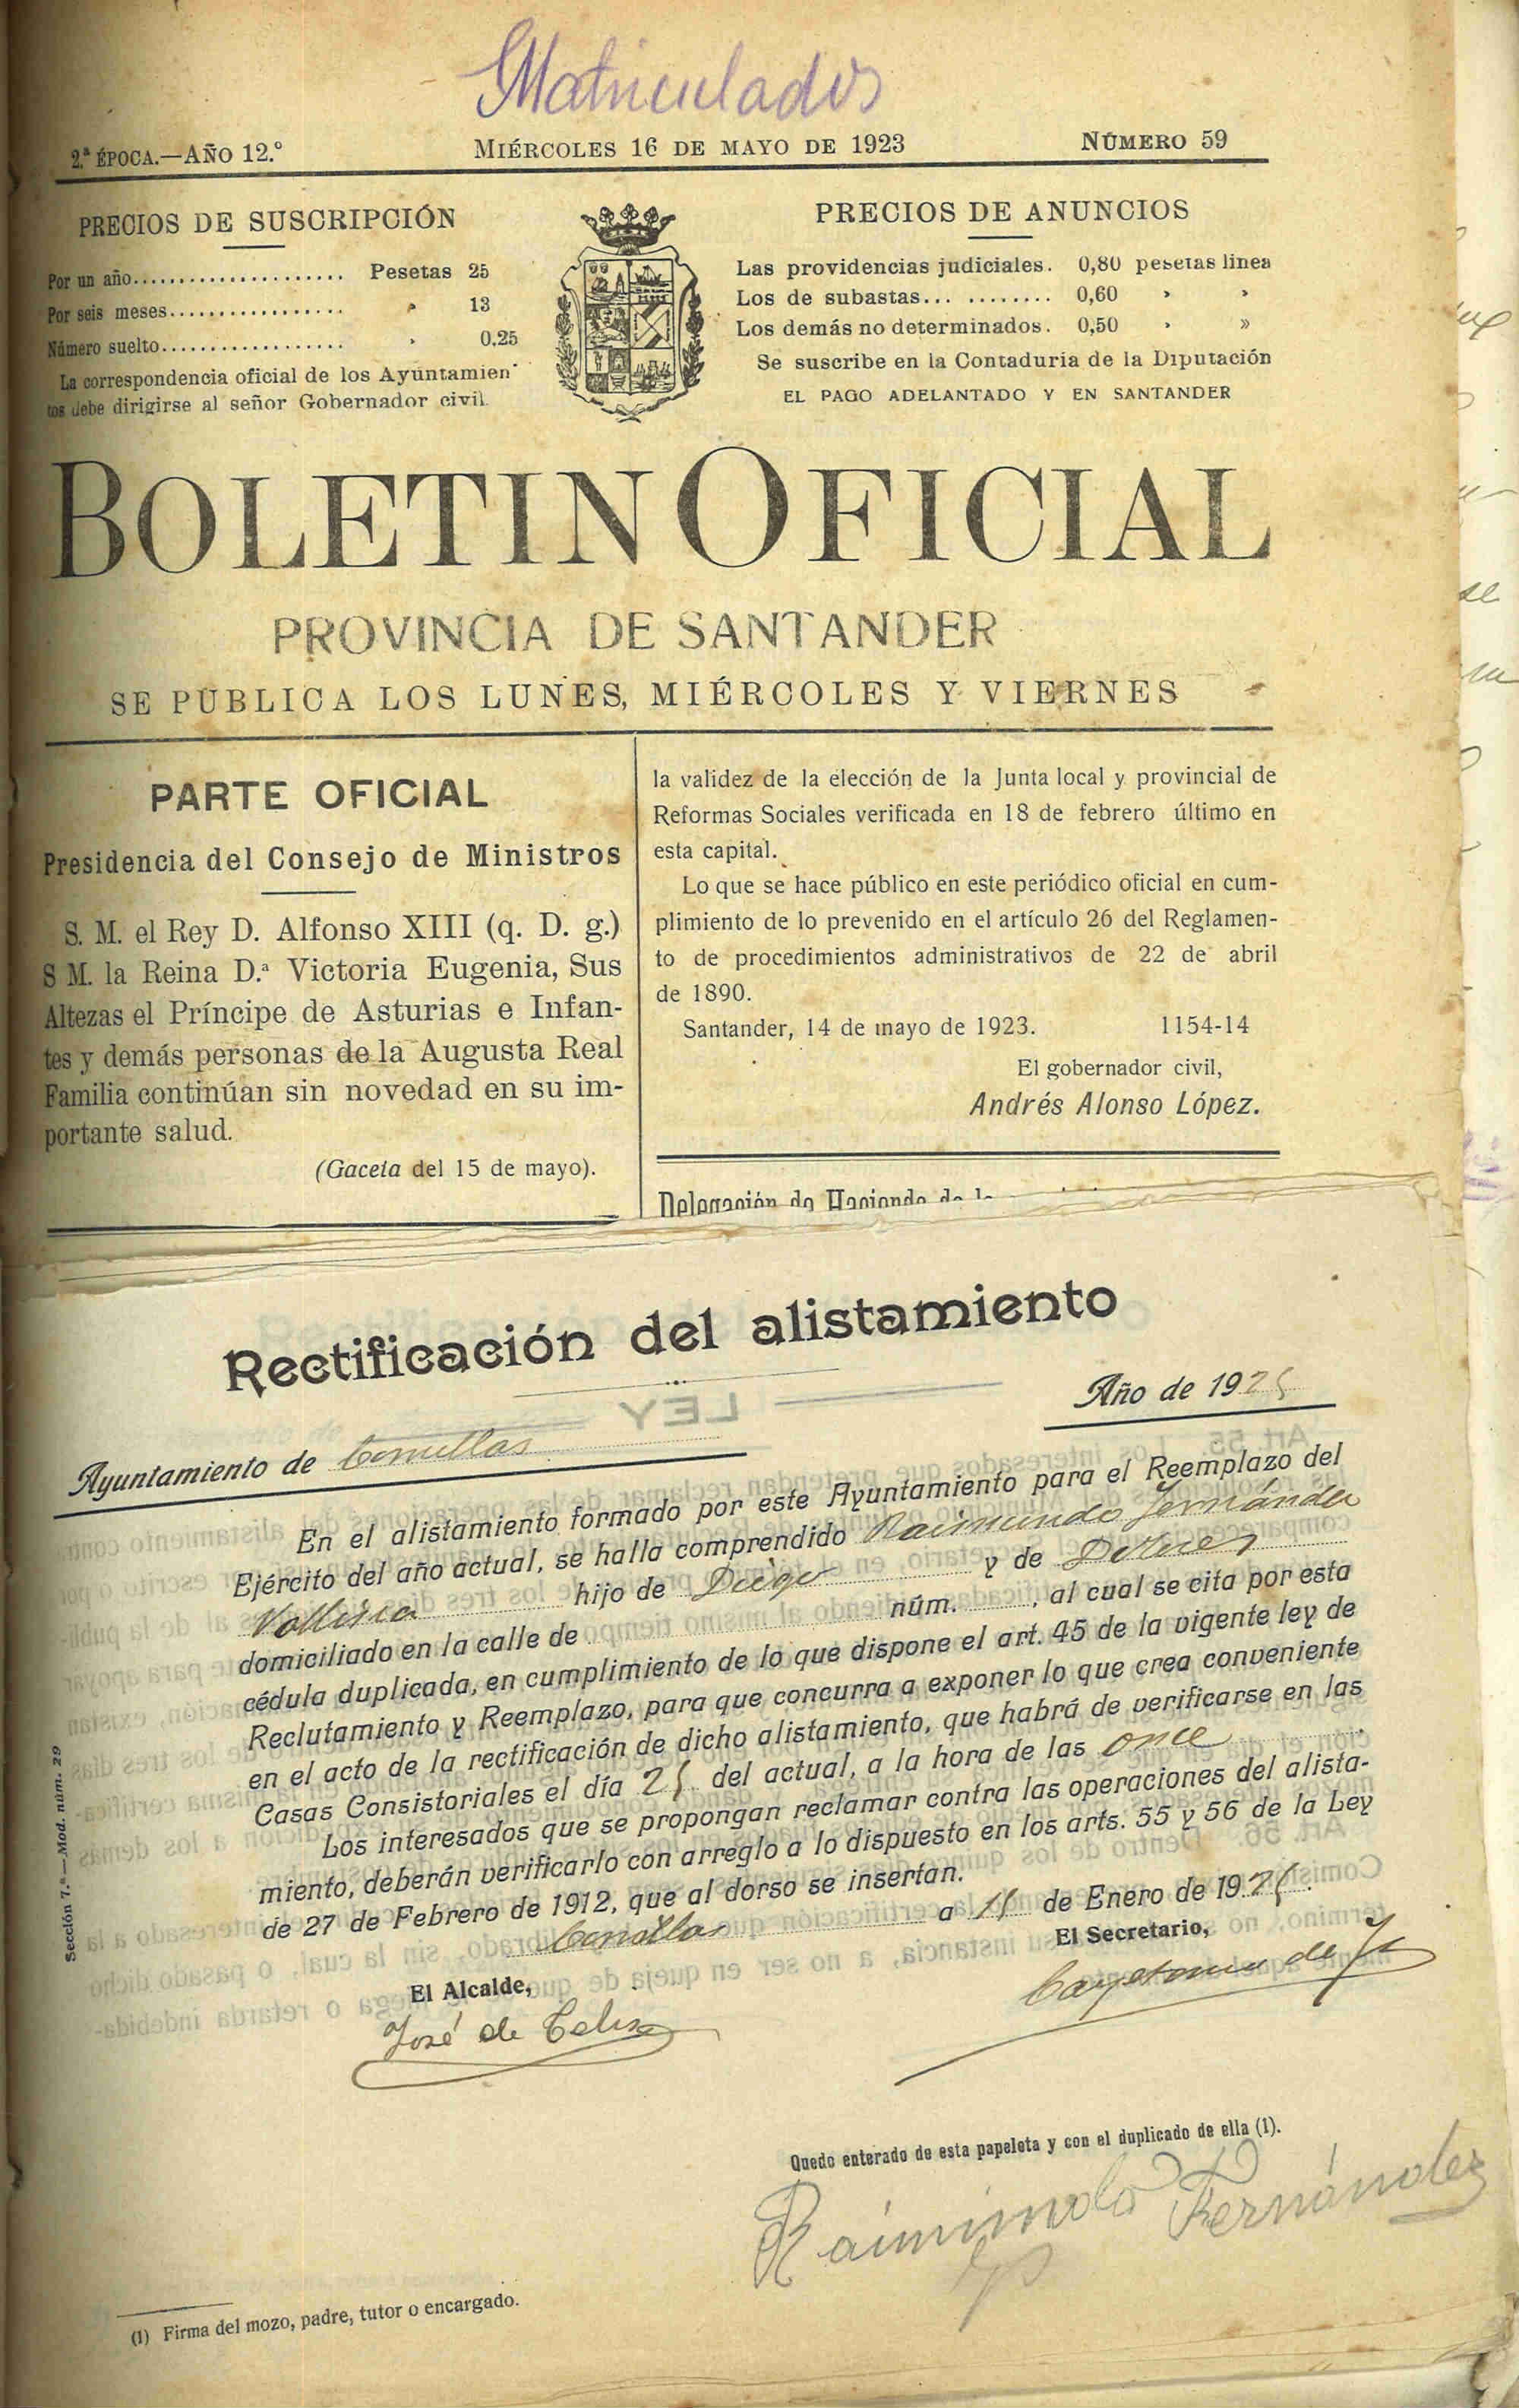 Matriculados
2.ª ÉPOCA.—AÑO 12.º
MIÉRCOLES 16 DE MAYO DE 1923
NÚMERO 59
PRECIOS DE SUSCRIPCIÓN
Por un año..................... Pesetas 25
Por seis meses.................. » 13
Número suelto................... » 0,25
La correspondencia oficial de los Ayuntamien-
tos debe dirigirse al señor Gobernador civil.
PRECIOS DE ANUNCIOS
Las providencias judiciales. 0,80 pesetas linea
Los de subastas... ......... 0,60 » »
Los demás no determinados. 0,50 » »
Se suscribe en la Contaduria de la Diputación
EL PAGO ADELANTADO Y EN SANTANDER
BOLETIN OFICIAL
PROVINCIA DE SANTANDER
SE PUBLICA LOS LUNES, MIÉRCOLES Y VIERNES
PARTE OFICIAL
Presidencia del Consejo de Ministros
S. M. el Rey D. Alfonso XIII (q. D. g.)
S M. la Reina D.ª Victoria Eugenia, Sus
Altezas el Príncipe de Asturias e Infan-
tes y demás personas de la Augusta Real
Familia continúan sin novedad en su im-
portante salud.
(Gaceta del 15 de mayo).
la validez de la elección de la Junta local y provincial de
Reformas Sociales verificada en 18 de febrero último en
esta capital.
Lo que se hace público en este periódico oficial en cum-
plimiento de lo prevenido en el artículo 26 del Reglamen-
to de procedimientos administrativos de 22 de abril
de 1890.
Santander, 14 de mayo de 1923. 1154-14
El gobernador civil,
Andrés Alonso López.
Delegación de Hacienda de la
Rectificación del alistamiento
Año de 1925
Ayuntamiento de Comillas
En el alistamiento formado por este Ayuntamiento para el Reemplazo del
Ejército del año actual, se halla comprendido Raimundo Fernández
hijo de Diego y de Dolores
domiciliado en la calle de núm. , al cual se cita por esta
cédula duplicada, en cumplimiento de lo que dispone el art. 45 de la vigente ley de
Reclutamiento y Reemplazo, para que concurra a exponer lo que crea conveniente
en el acto de la rectificación de dicho alistamiento, que habrá de verificarse en las
Casas Consistoriales el día 25 del actual, a la hora de las once
Los interesados que se propongan reclamar contra las operaciones del alista-
miento, deberán verificarlo con arreglo a lo dispuesto en los arts. 55 y 56 de la Ley
de 27 de Febrero de 1912, que al dorso se insertan.
Comillas a 15 de Enero de 1925.
El Alcalde,
El Secretario,
José de Celis
Cayetano de
Quedo enterado de esta papeleta y con el duplicado de ella (1).
Raimundo Fernández
(1) Firma del mozo, padre, tutor o encargado.
Sección 7.ª—Mod. núm. 29